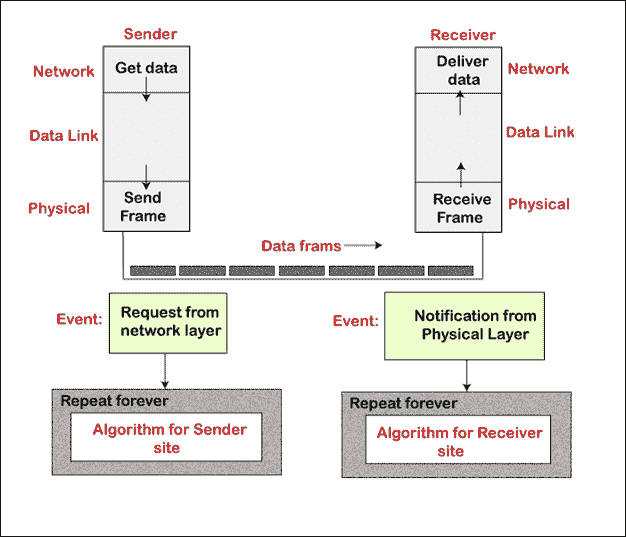 Sender
Receiver
Network
Get data
Deliver
data
Network
Data Link
Data Link
Physical
Send
Frame
Receive
Frame
Physical
Data frams
Event:
Request from
network layer
Event:
Notification from
Physical Layer
Repeat forever
Algorithm for Sender
site
Repeat forever
Algorithm for Receiver
site